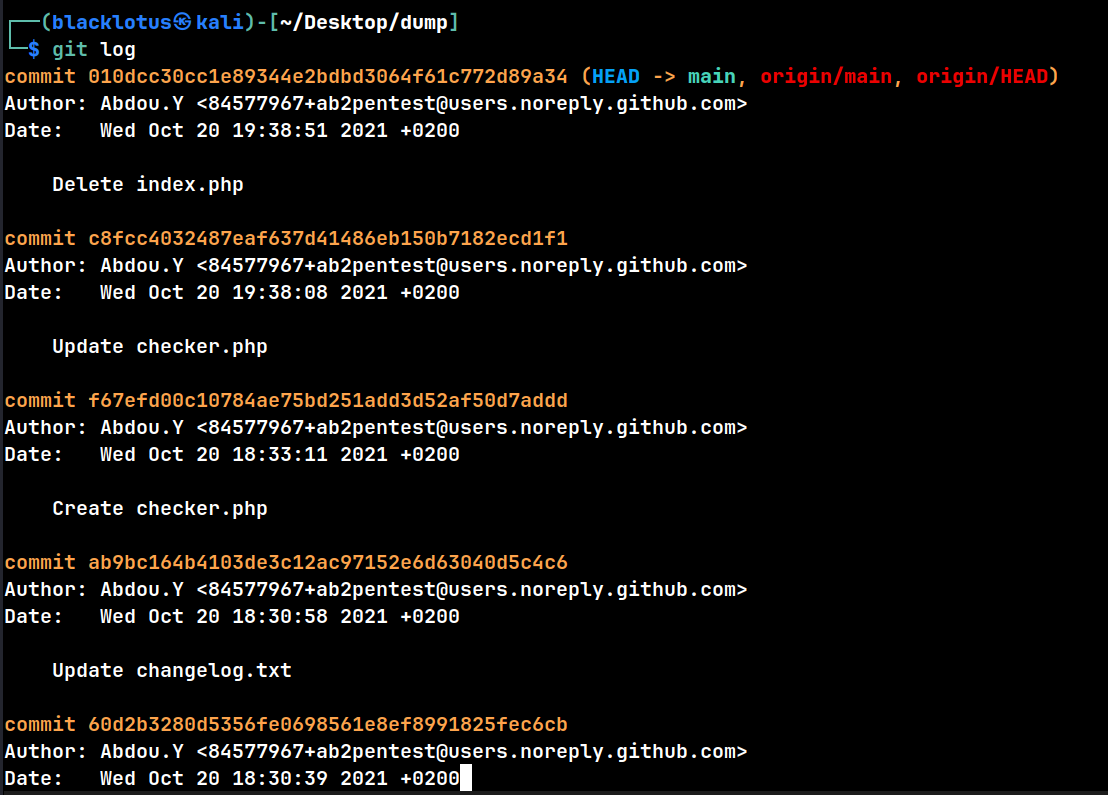 ┌──(blacklotus㉿kali)-[~/Desktop/dump]
└─$ git log
commit 010dcc30cc1e89344e2bdbd3064f61c772d89a34 (HEAD -> main, origin/main, origin/HEAD)
Author: Abdou.Y <84577967+ab2pentest@users.noreply.github.com>
Date:   Wed Oct 20 19:38:51 2021 +0200
    Delete index.php
commit c8fcc4032487eaf637d41486eb150b7182ecd1f1
Author: Abdou.Y <84577967+ab2pentest@users.noreply.github.com>
Date:   Wed Oct 20 19:38:08 2021 +0200
    Update checker.php
commit f67efd00c10784ae75bd251add3d52af50d7addd
Author: Abdou.Y <84577967+ab2pentest@users.noreply.github.com>
Date:   Wed Oct 20 18:33:11 2021 +0200
    Create checker.php
commit ab9bc164b4103de3c12ac97152e6d63040d5c4c6
Author: Abdou.Y <84577967+ab2pentest@users.noreply.github.com>
Date:   Wed Oct 20 18:30:58 2021 +0200
    Update changelog.txt
commit 60d2b3280d5356fe0698561e8ef8991825fec6cb
Author: Abdou.Y <84577967+ab2pentest@users.noreply.github.com>
Date:   Wed Oct 20 18:30:39 2021 +0200